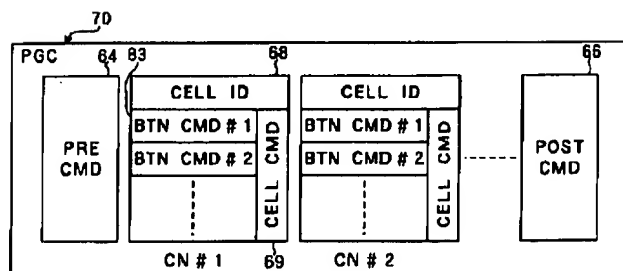 70
PGC
64
83
68
66
PRE CMD
CELL ID
BTN CMD # 1
BTN CMD # 2
CELL CMD
CELL ID
BTN CMD # 1
BTN CMD # 2
CELL CMD
POST CMD
CN # 1
69
CN # 2